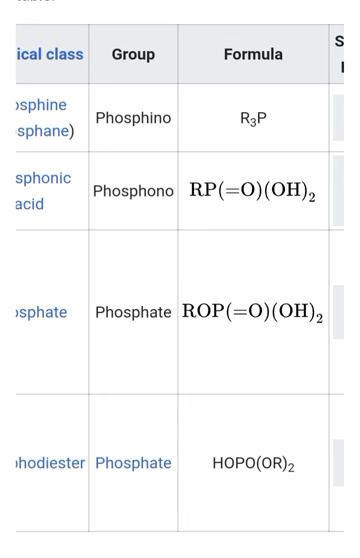 ical class Group Formula S
osphine
sphane) Phosphino R₃P
sphonic
acid Phosphono RP(=O)(OH)₂
sphate Phosphate ROP(=O)(OH)₂
hodiester Phosphate HOPO(OR)₂